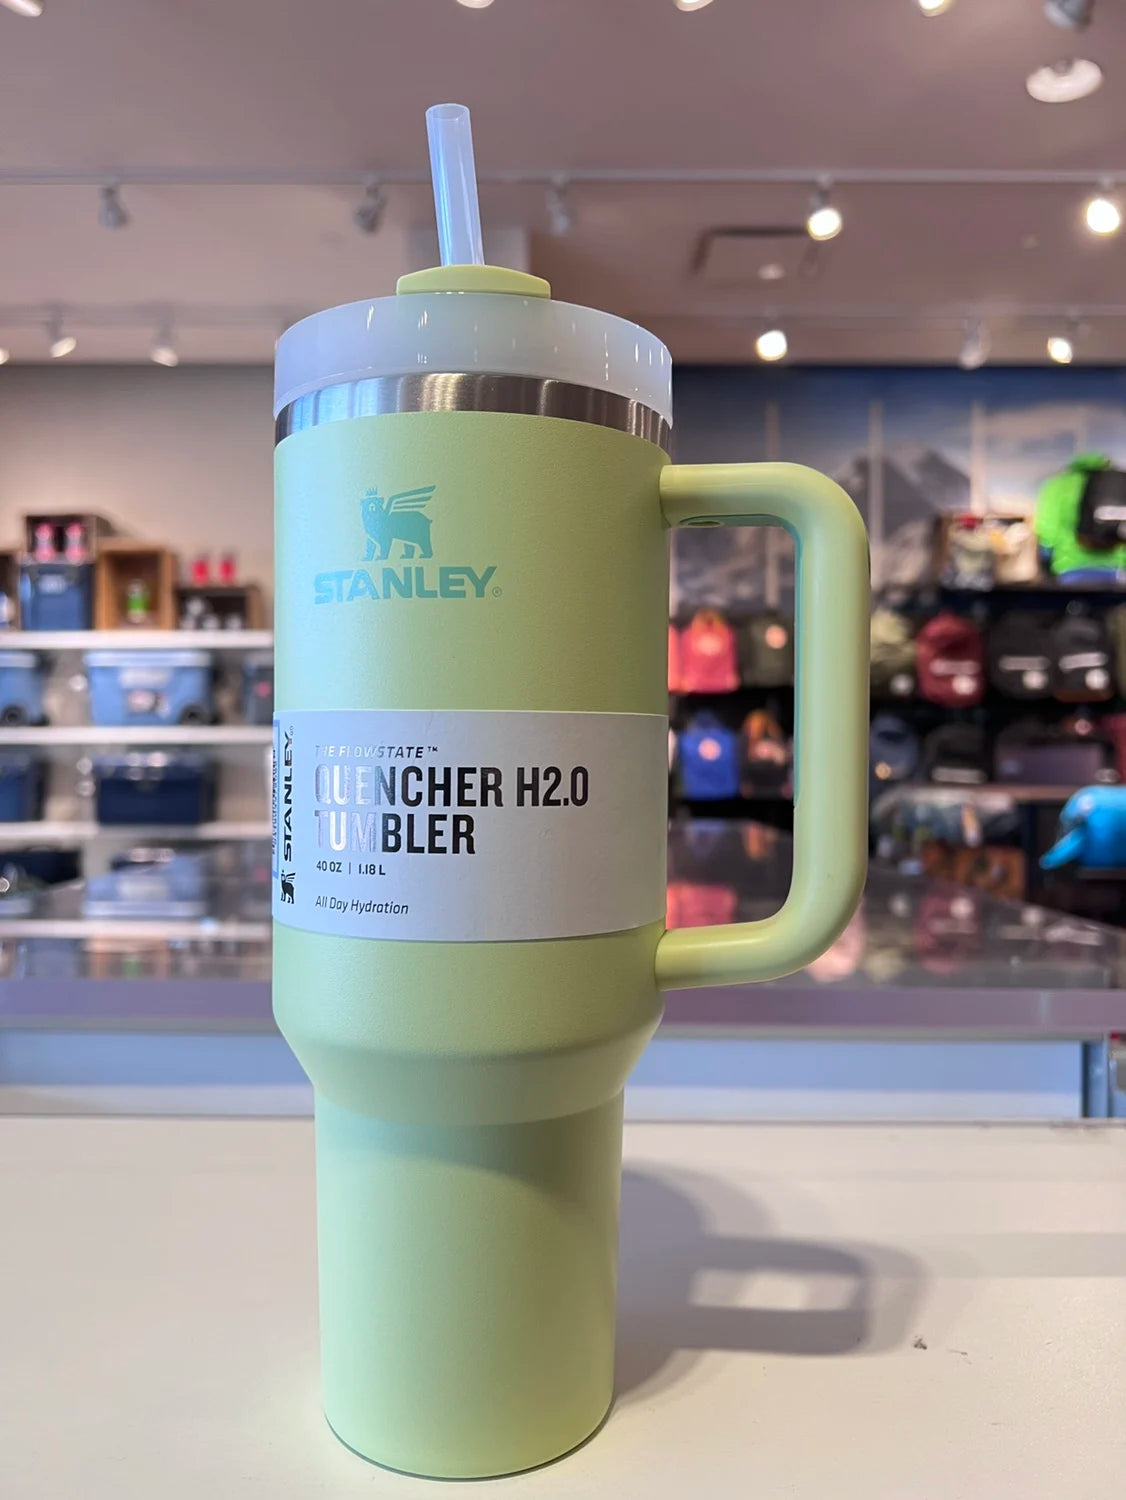 STANLEY®
THE FLOWSTATE™
QUENCHER H2.0
TUMBLER
40 OZ | 1.18 L
All Day Hydration
STANLEY